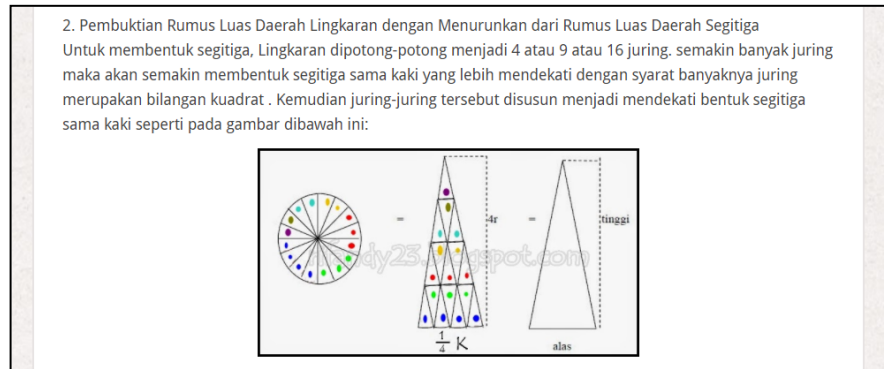 2. Pembuktian Rumus Luas Daerah Lingkaran dengan Menurunkan dari Rumus Luas Daerah Segitiga
Untuk membentuk segitiga, Lingkaran dipotong-potong menjadi 4 atau 9 atau 16 juring. semakin banyak juring
maka akan semakin membentuk segitiga sama kaki yang lebih mendekati dengan syarat banyaknya juring
merupakan bilangan kuadrat . Kemudian juring-juring tersebut disusun menjadi mendekati bentuk segitiga
sama kaki seperti pada gambar dibawah ini:
= 4r = tinggi
1/4 K
alas